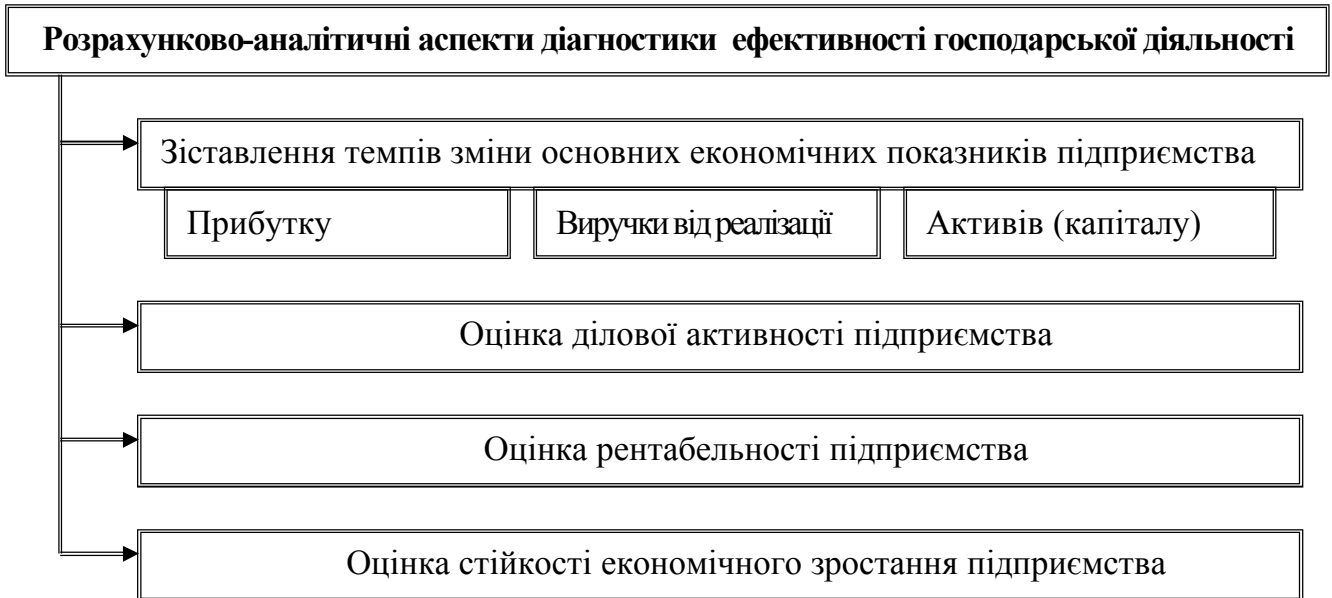 Розрахунково-аналітичні аспекти діагностики ефективності господарської діяльності
Зіставлення темпів зміни основних економічних показників підприємства
Прибутку
Виручки від реалізації
Активів (капіталу)
Оцінка ділової активності підприємства
Оцінка рентабельності підприємства
Оцінка стійкості економічного зростання підприємства